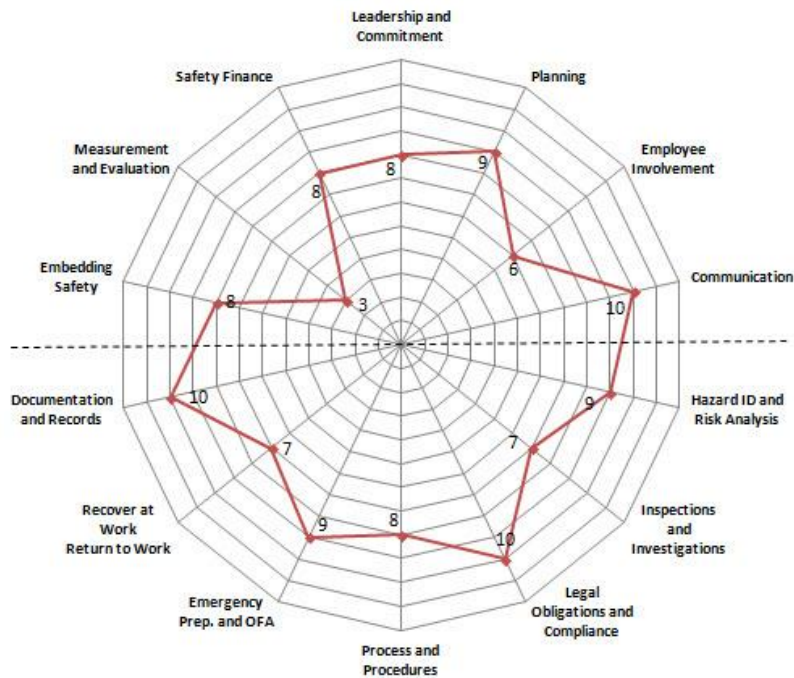 Leadership and
Commitment
Safety Finance
Planning
Measurement
and Evaluation
Employee
Involvement
8
9
8
6
Embedding
Safety
Communication
8
3
10
Documentation
and Records
10
9
Hazard ID and
Risk Analysis
7
7
Recover at
Work
Return to Work
Inspections
and
Investigations
9
8
10
Emergency
Prep. and OFA
Legal
Obligations and
Compliance
Process and
Procedures